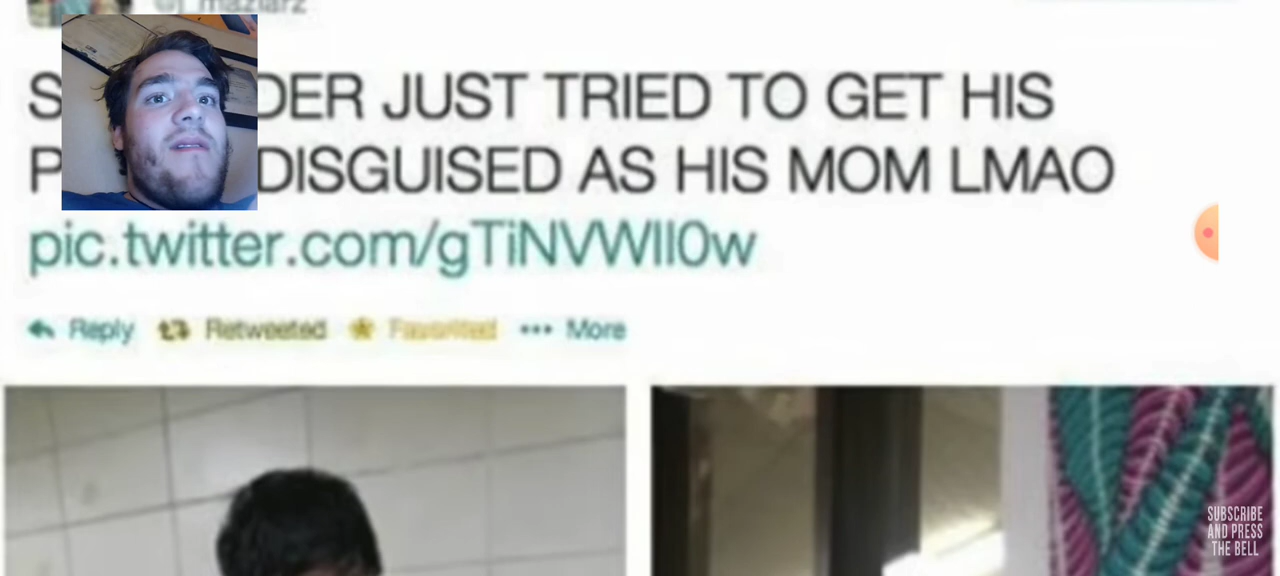 DER JUST TRIED TO GET HIS
DISGUISED AS HIS MOM LMAO
pic.twitter.com/gTiNVWIl0w
Reply Retweeted Favorited ••• More
SUBSCRIBE
AND PRESS
THE BELL